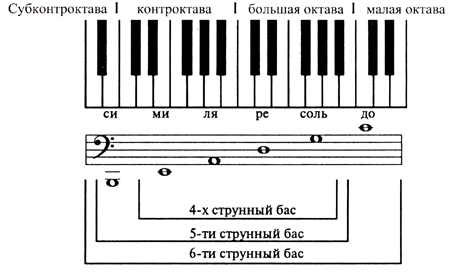 Субконтроктава контроктава большая октава малая октава
си ми ля ре соль до
4-х струнный бас
5-ти струнный бас
6-ти струнный бас